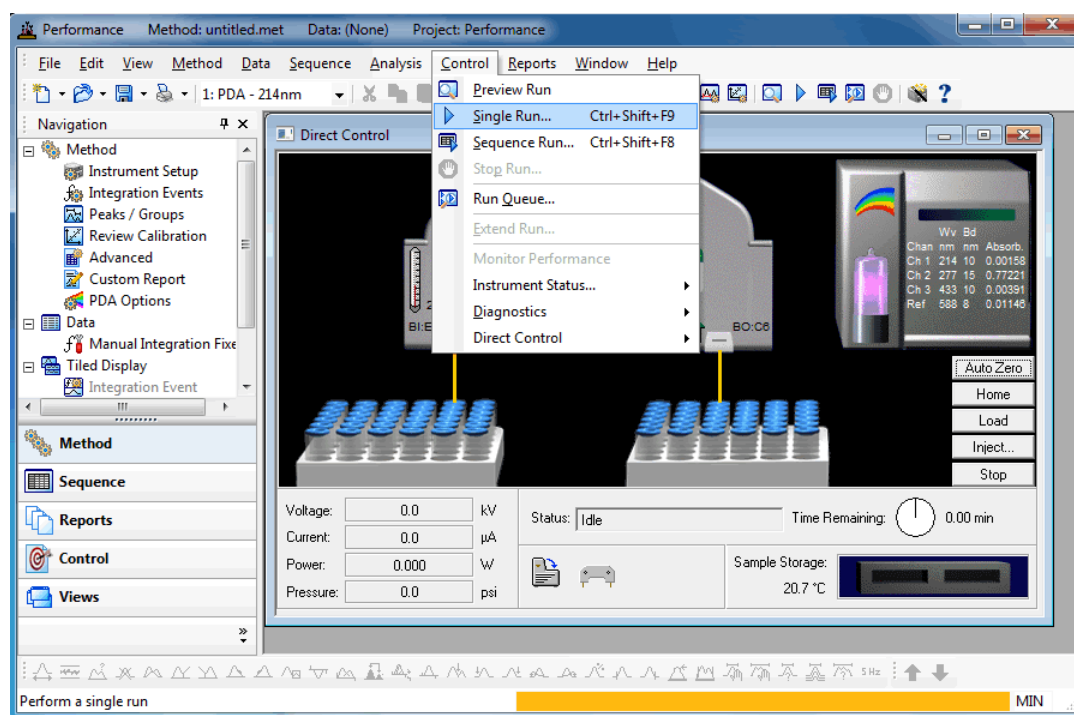 Performance Method: untitled.met Data: (None) Project: Performance
File Edit View Method Data Sequence Analysis Control Reports Window Help
1: PDA - 214nm
Navigation
Method
Instrument Setup
Integration Events
Peaks / Groups
Review Calibration
Advanced
Custom Report
PDA Options
Data
Manual Integration Fixe
Tiled Display
Integration Event
Method
Sequence
Reports
Control
Views
Preview Run
Single Run... Ctrl+Shift+F9
Sequence Run... Ctrl+Shift+F8
Stop Run...
Run Queue...
Extend Run...
Monitor Performance
Instrument Status...
Diagnostics
Direct Control
Direct Control
BI:E
BO:C6
Wv Bd
Chan nm nm Absorb.
Ch 1 214 10 0.00158
Ch 2 277 15 0.77221
Ch 3 433 10 0.00391
Ref 588 8 0.01146
Auto Zero
Home
Load
Inject...
Stop
Voltage: 0.0 kV
Current: 0.0 µA
Power: 0.000 W
Pressure: 0.0 psi
Status: Idle
Time Remaining: 0.00 min
Sample Storage:
20.7 °C
5 Hz
Perform a single run
MIN